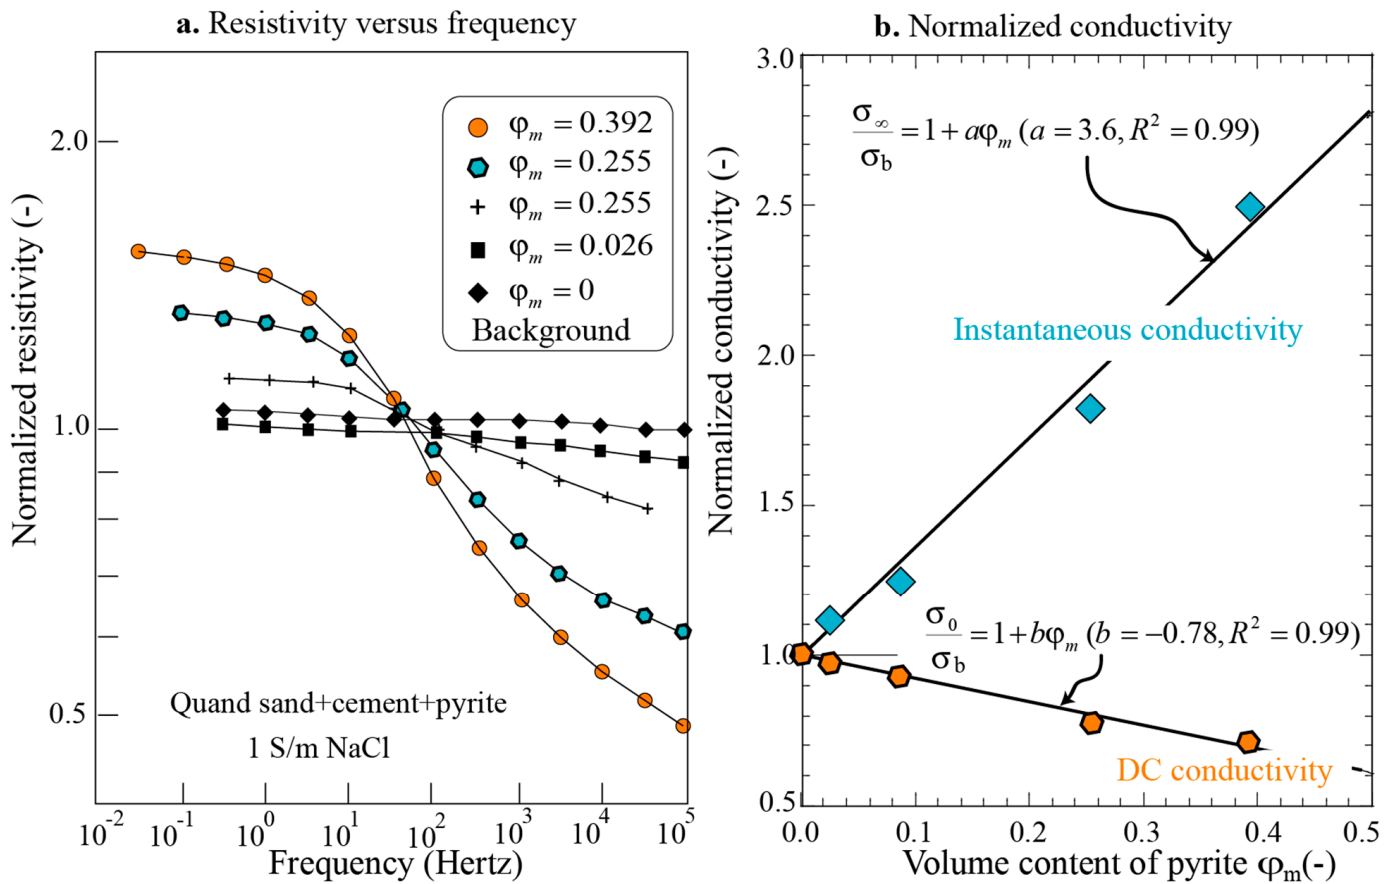 a. Resistivity versus frequency
Normalized resistivity (-)
2.0
1.0
0.5
φm = 0.392
φm = 0.255
φm = 0.255
φm = 0.026
φm = 0
Background
Quand sand+cement+pyrite
1 S/m NaCl
10-2 10-1 100 101 102 103 104 105
Frequency (Hertz)
b. Normalized conductivity
Normalized conductivity (-)
3.0
2.5
2.0
1.5
1.0
0.5
σ∞/σb = 1 + aφm (a = 3.6, R2 = 0.99)
Instantaneous conductivity
σ0/σb = 1+bφm (b = −0.78, R2 = 0.99)
DC conductivity
0.0 0.1 0.2 0.3 0.4 0.5
Volume content of pyrite φm(-)